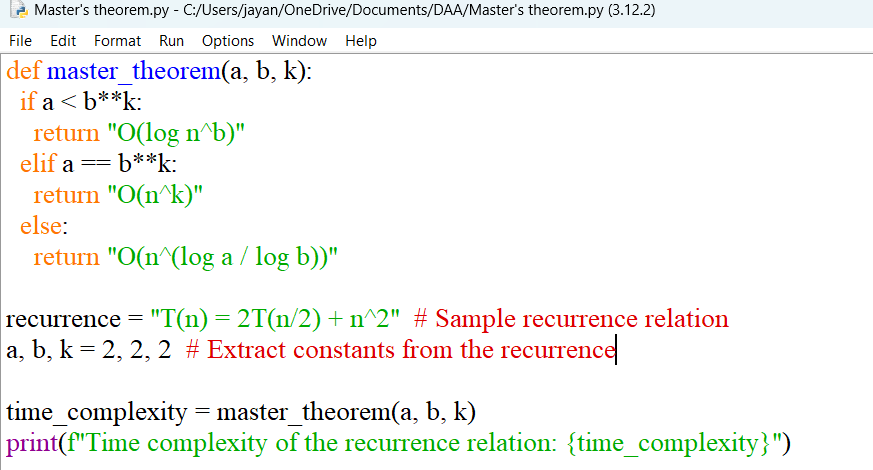 Master's theorem.py - C:/Users/jayan/OneDrive/Documents/DAA/Master's theorem.py (3.12.2)
File Edit Format Run Options Window Help
def master_theorem(a, b, k):
  if a < b**k:
    return "O(log n^b)"
  elif a == b**k:
    return "O(n^k)"
  else:
    return "O(n^(log a / log b))"

recurrence = "T(n) = 2T(n/2) + n^2"  # Sample recurrence relation
a, b, k = 2, 2, 2  # Extract constants from the recurrence

time_complexity = master_theorem(a, b, k)
print(f"Time complexity of the recurrence relation: {time_complexity}")